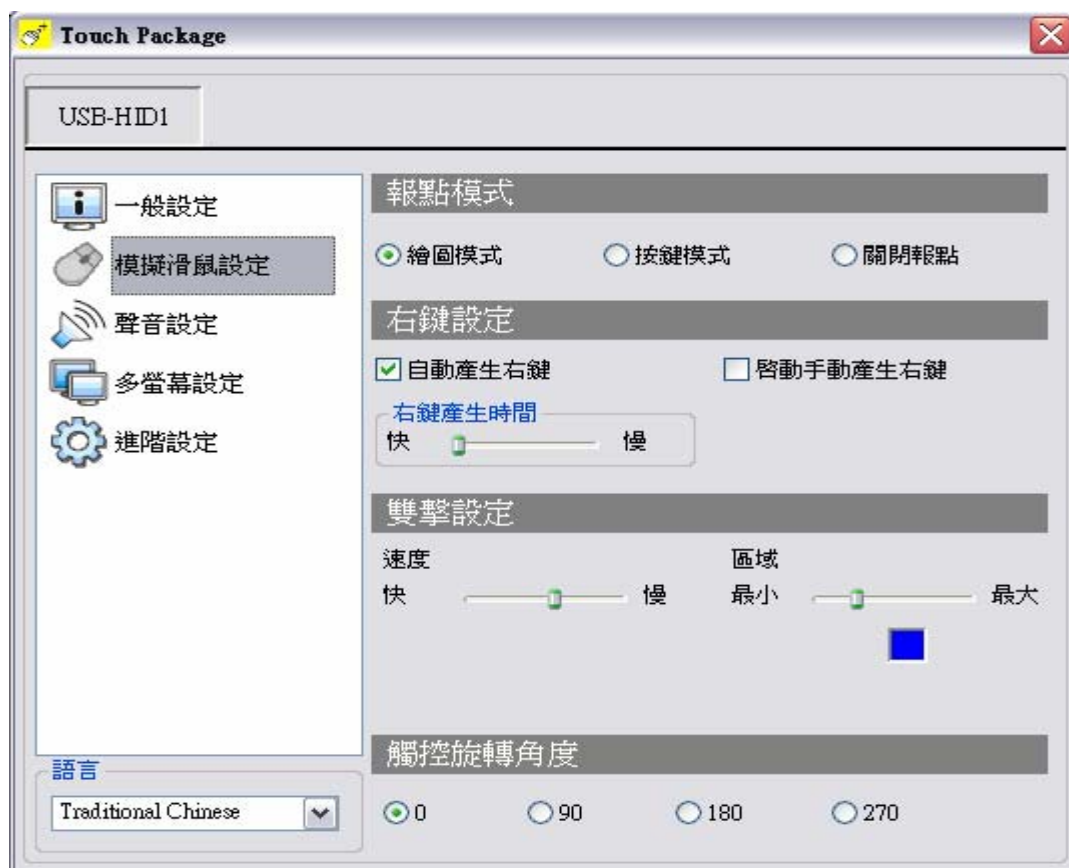 Touch Package
USB-HID1
一般設定
模擬滑鼠設定
聲音設定
多螢幕設定
進階設定
語言
Traditional Chinese
報點模式
繪圖模式 按鍵模式 關閉報點
右鍵設定
自動產生右鍵 啓動手動產生右鍵
右鍵產生時間
快 慢
雙擊設定
速度 區域
快 慢 最小 最大
觸控旋轉角度
0 90 180 270